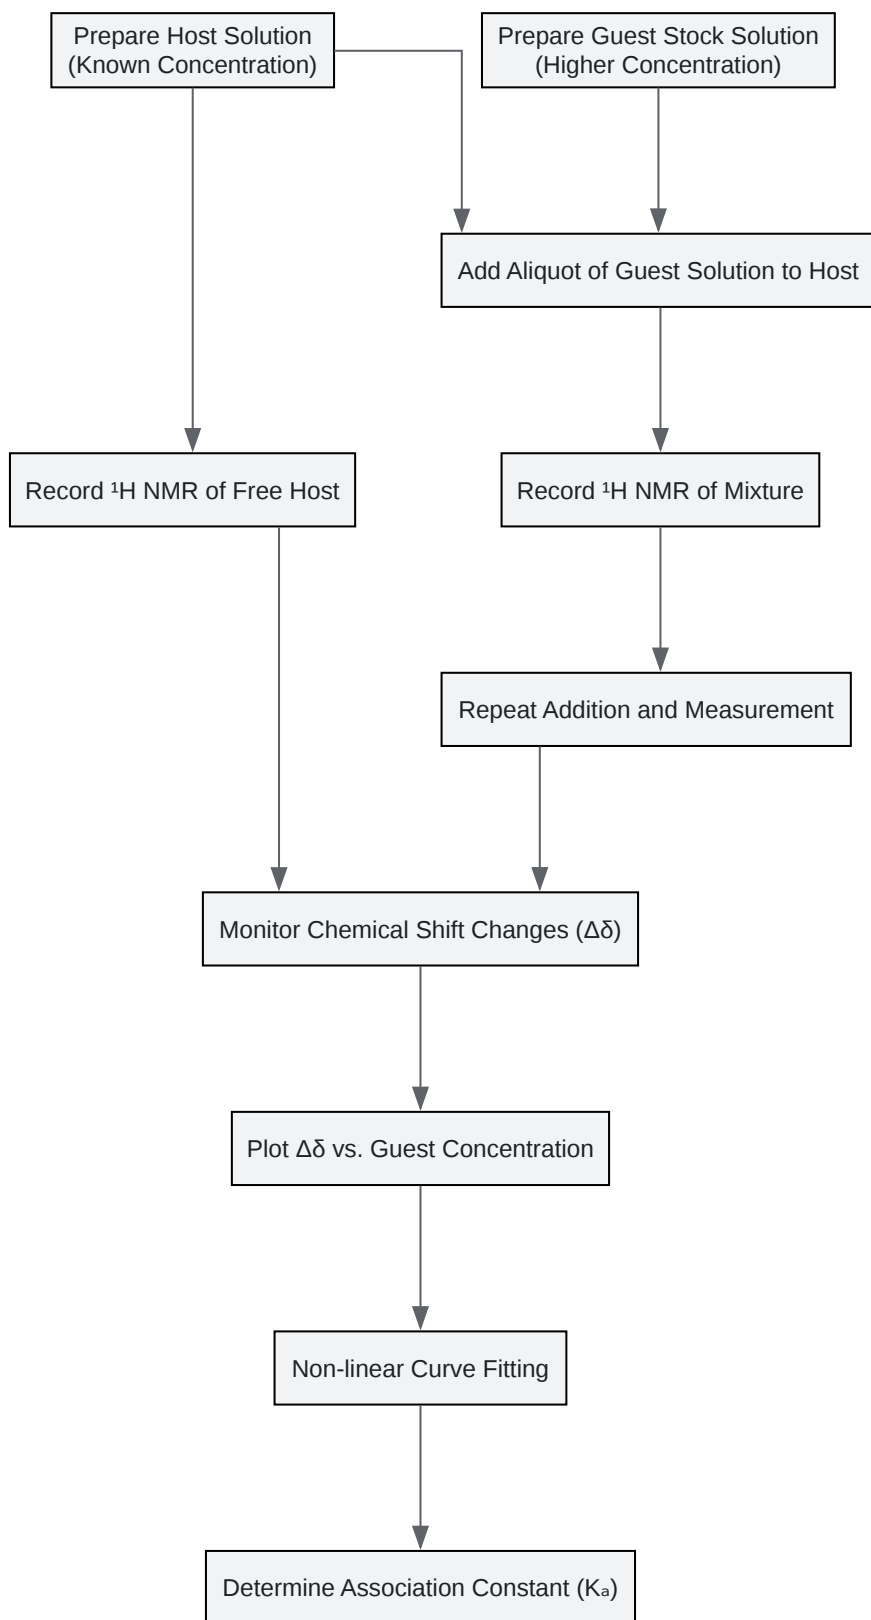 Prepare Host Solution
(Known Concentration)
Prepare Guest Stock Solution
(Higher Concentration)
Add Aliquot of Guest Solution to Host
Record ¹H NMR of Free Host
Record ¹H NMR of Mixture
Repeat Addition and Measurement
Monitor Chemical Shift Changes (Δδ)
Plot Δδ vs. Guest Concentration
Non-linear Curve Fitting
Determine Association Constant (Kₐ)